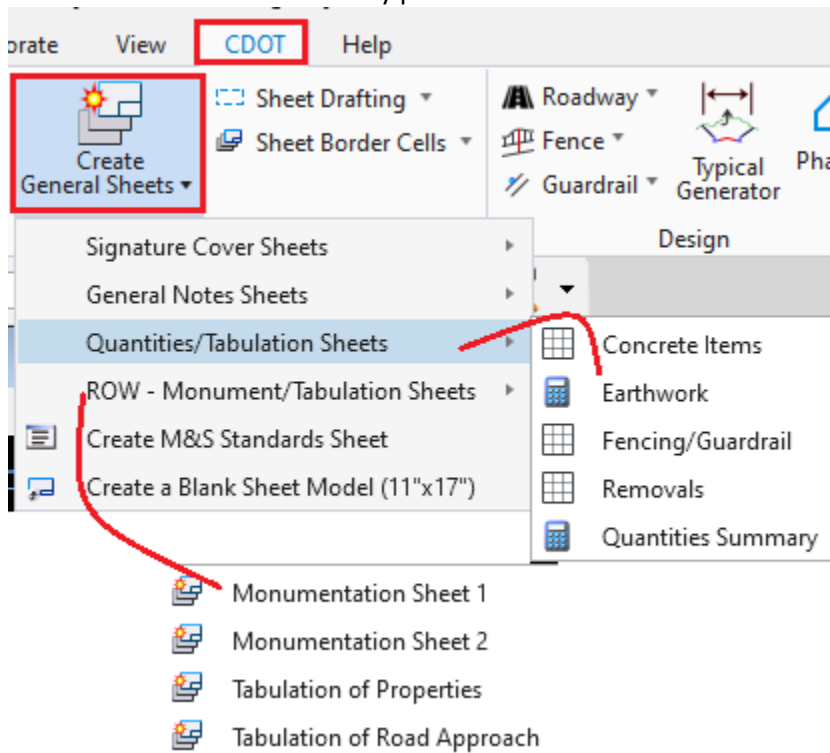 orate View CDOT Help
Create
General Sheets
Sheet Drafting
Sheet Border Cells
Roadway
Fence
Guardrail
Typical
Generator
Pha
Design
Signature Cover Sheets
General Notes Sheets
Quantities/Tabulation Sheets
ROW - Monument/Tabulation Sheets
Create M&S Standards Sheet
Create a Blank Sheet Model (11"x17")
Concrete Items
Earthwork
Fencing/Guardrail
Removals
Quantities Summary
Monumentation Sheet 1
Monumentation Sheet 2
Tabulation of Properties
Tabulation of Road Approach